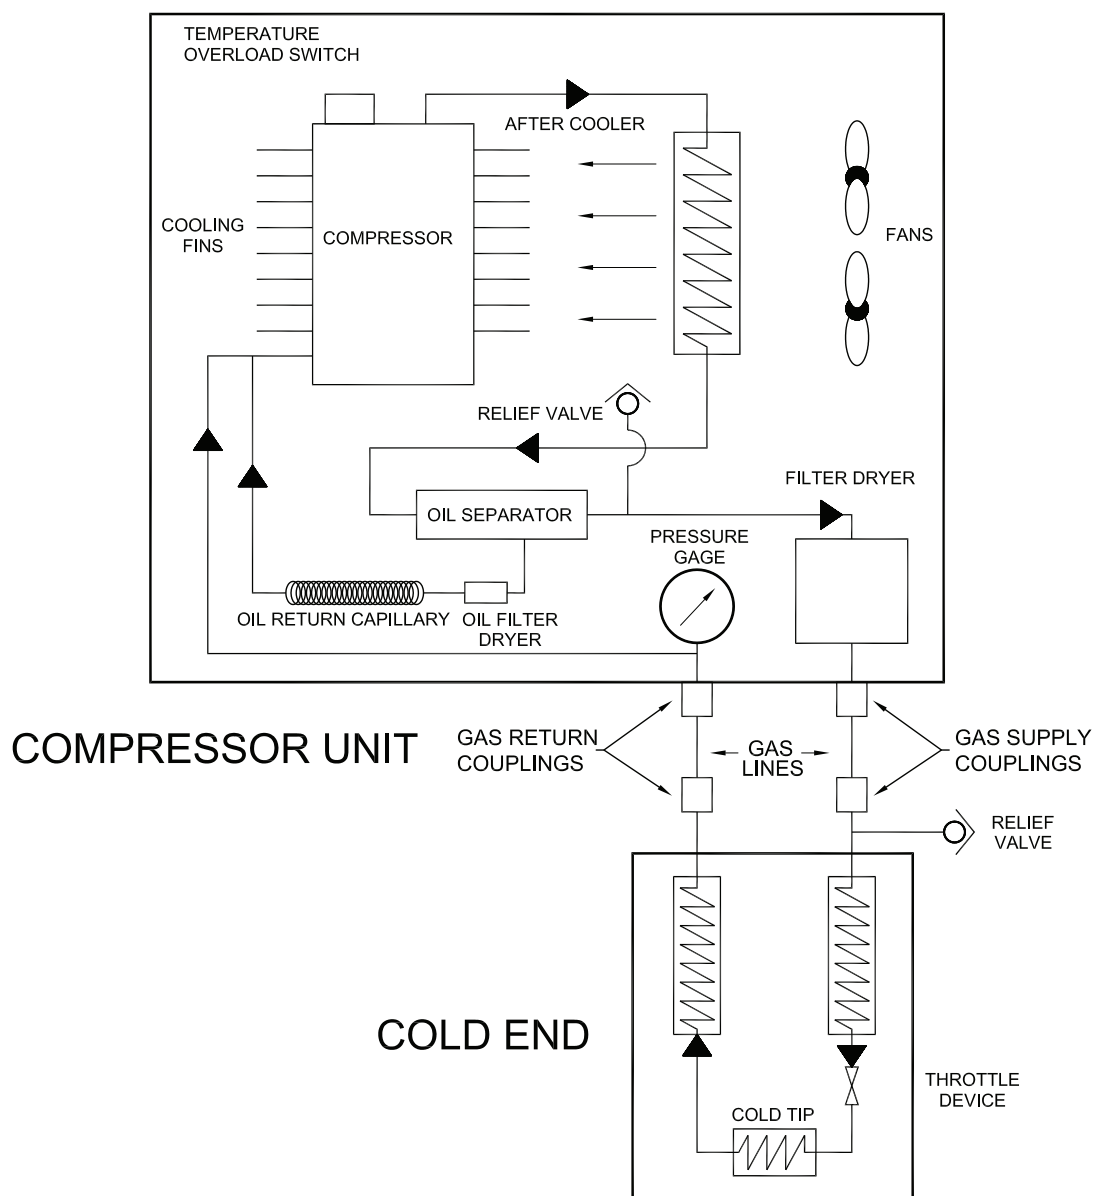 TEMPERATURE
OVERLOAD SWITCH
AFTER COOLER
COOLING
FINS
COMPRESSOR
FANS
RELIEF VALVE
FILTER DRYER
OIL SEPARATOR
PRESSURE
GAGE
OIL RETURN CAPILLARY
OIL FILTER
DRYER
COMPRESSOR UNIT
GAS RETURN
COUPLINGS
GAS
LINES
GAS SUPPLY
COUPLINGS
RELIEF
VALVE
COLD END
THROTTLE
DEVICE
COLD TIP